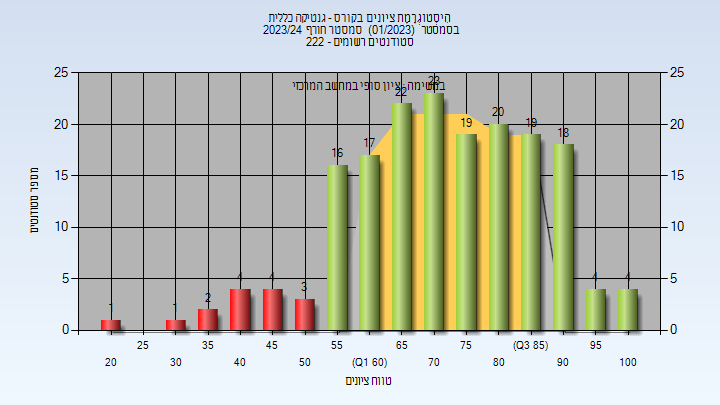 היסטוגרמת ציונים בקורס - גנטיקה כללית
בסמסטר (01/2023) סמסטר חורף 2023/24
סטודנטים רשומים - 222
במשימה - ציון סופי במחשב המרכזי
מספר סטודנטים
25 25
20 20
15 15
10 10
5 5
0 0
1 1 2 4 4 3 16 17 22 23 19 20 19 18 4 4
25 35 45 55 65 75 (Q3 85) 95
20 30 40 50 (Q1 60) 70 80 90 100
טווח ציונים